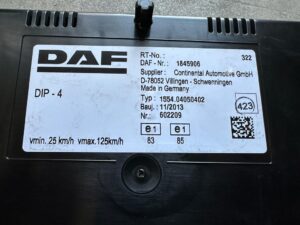 DAF
RT-No.: 322
DAF - Nr.: 1845906
Supplier : Continental Automotive GmbH
D-78052 Villingen - Schwenningen
Made in Germany
DIP - 4
Typ : 1554.04050402
Bauj.: 11/2013
Nr.: 602209
423
e1 e1
vmin. 25 km/h vmax.125km/h 83 85